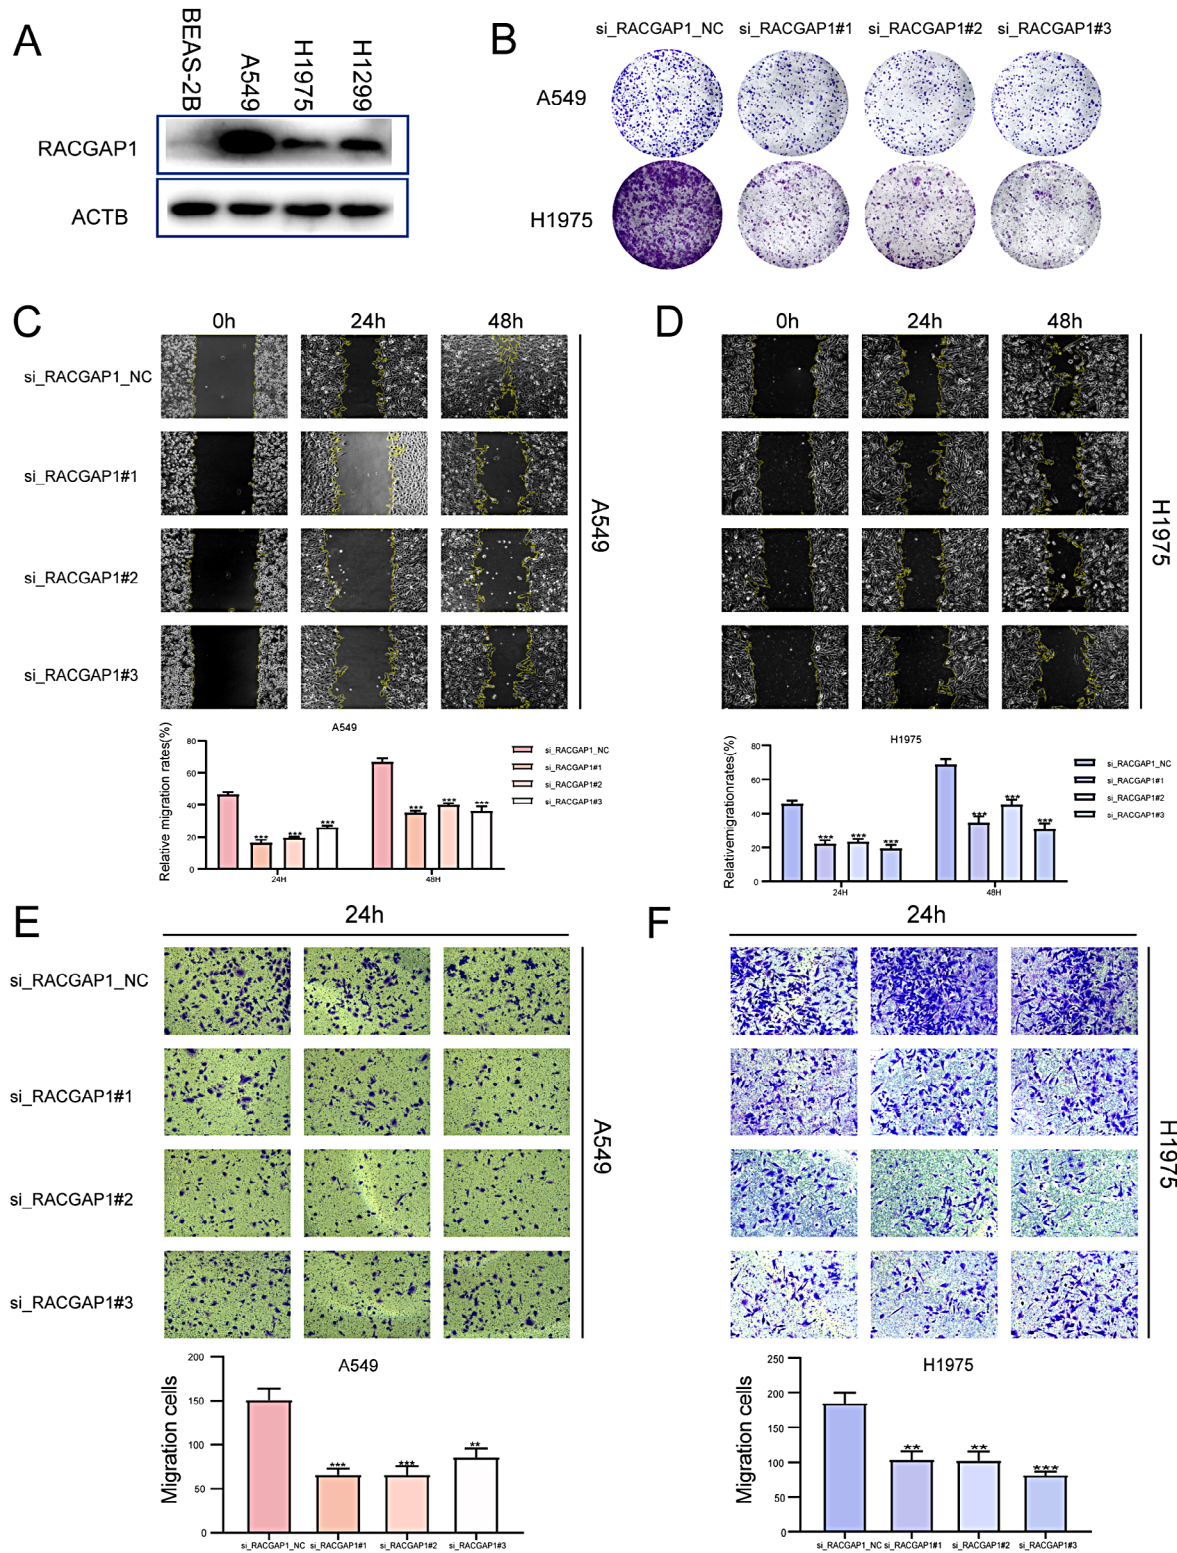 A
BEAS-2B
A549
H1975
H1299
RACGAP1
ACTB
B
si_RACGAP1_NC
si_RACGAP1#1
si_RACGAP1#2
si_RACGAP1#3
A549
H1975
C
0h
24h
48h
si_RACGAP1_NC
si_RACGAP1#1
si_RACGAP1#2
si_RACGAP1#3
A549
A549
Relative migration rates(%)
80
60
40
20
0
***
***
***
***
***
***
24H
48H
si_RACGAP1_NC
si_RACGAP1#1
si_RACGAP1#2
si_RACGAP1#3
D
0h
24h
48h
H1975
H1975
Relativemigrationrates(%)
80
60
40
20
0
***
***
***
***
***
***
24H
48H
si_RACGAP1_NC
si_RACGAP1#1
si_RACGAP1#2
si_RACGAP1#3
E
24h
si_RACGAP1_NC
si_RACGAP1#1
si_RACGAP1#2
si_RACGAP1#3
A549
A549
Migration cells
200
150
100
50
0
***
***
**
si_RACGAP1_NC
si_RACGAP1#1
si_RACGAP1#2
si_RACGAP1#3
F
24h
H1975
H1975
Migration cells
250
200
150
100
50
0
**
**
***
si_RACGAP1_NC
si_RACGAP1#1
si_RACGAP1#2
si_RACGAP1#3